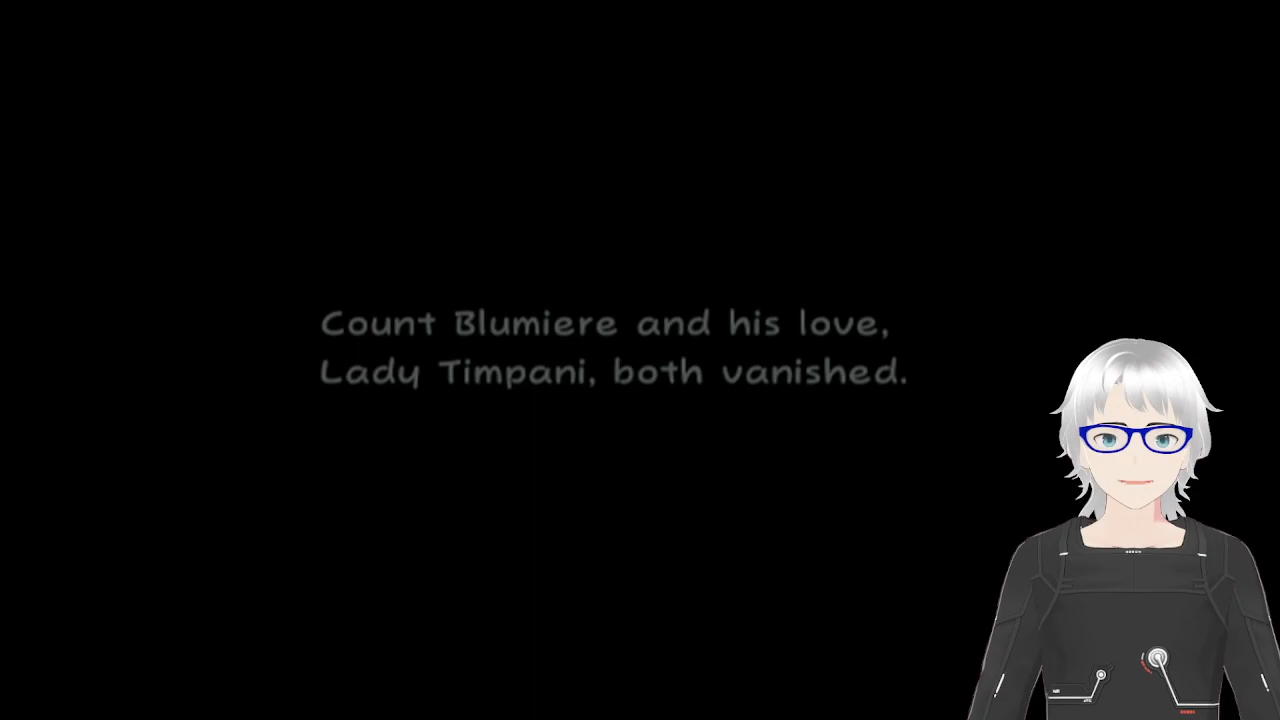 Count Blumiere and his love,
Lady Timpani, both vanished.